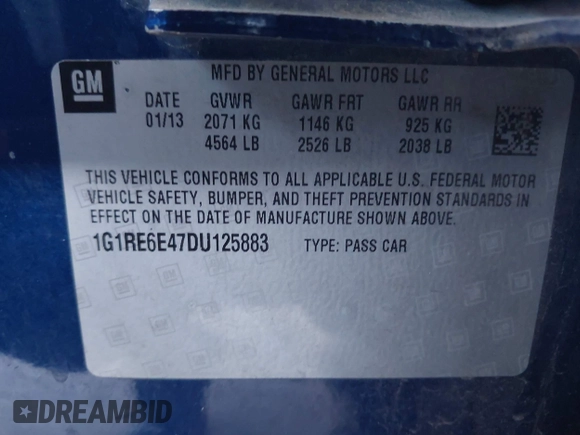 GM
MFD BY GENERAL MOTORS LLC
DATE GVWR GAWR FRT GAWR RR
01/13 2071 KG 1146 KG 925 KG
4564 LB 2526 LB 2038 LB
THIS VEHICLE CONFORMS TO ALL APPLICABLE U.S. FEDERAL MOTOR
VEHICLE SAFETY, BUMPER, AND THEFT PREVENTION STANDARDS IN
EFFECT ON THE DATE OF MANUFACTURE SHOWN ABOVE.
1G1RE6E47DU125883 TYPE: PASS CAR
DREAMBID